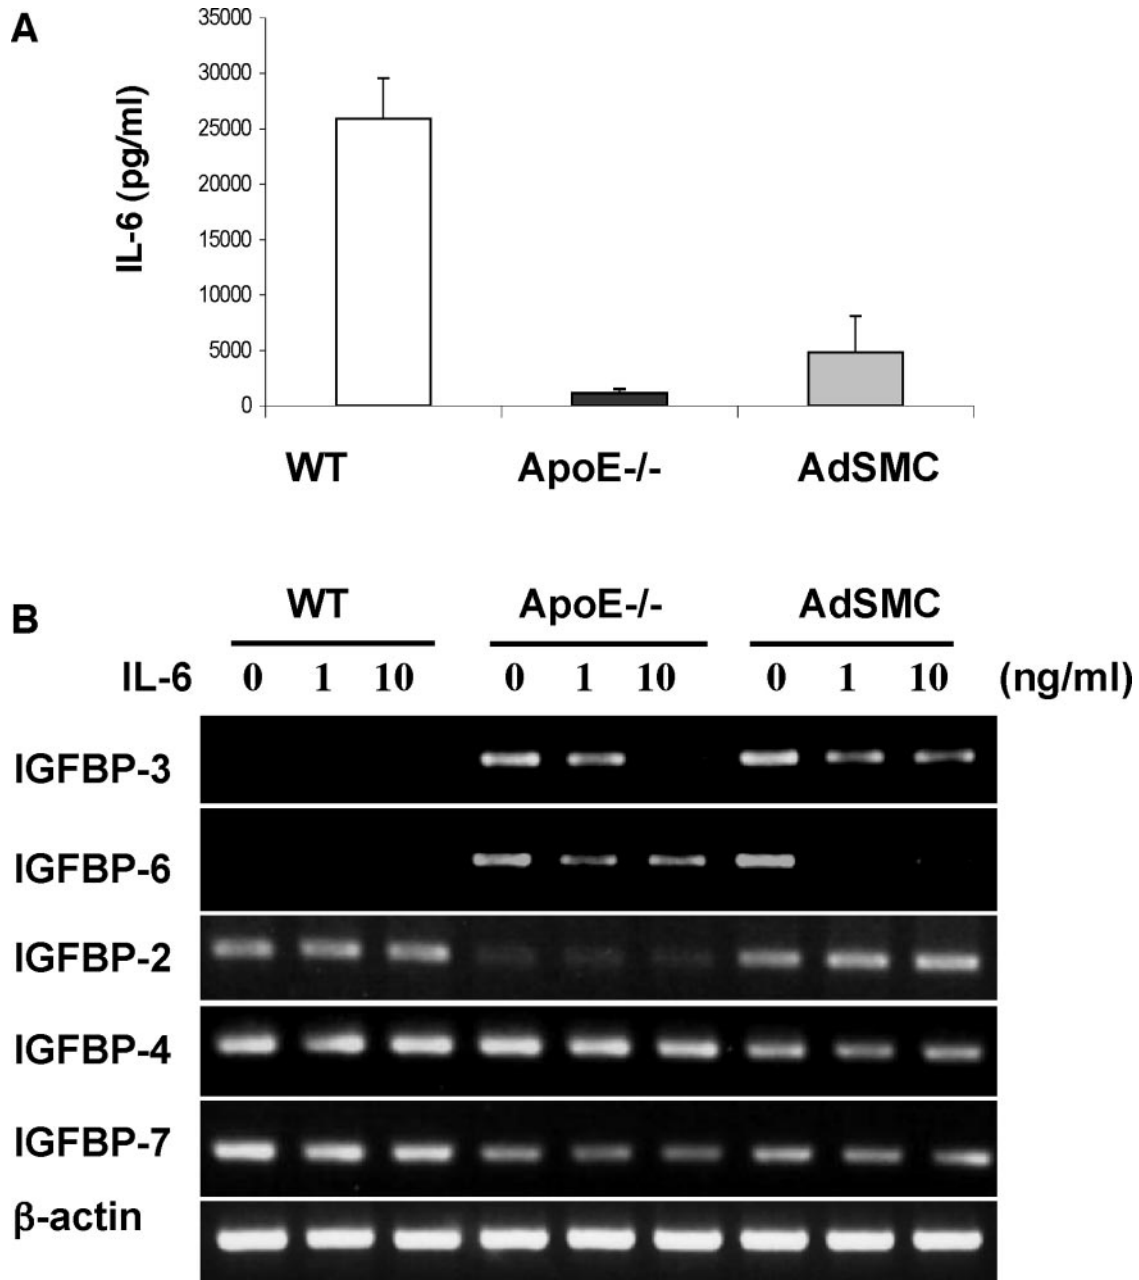 A
35000
30000
25000
20000
15000
10000
5000
0
IL-6 (pg/ml)
WT ApoE-/- AdSMC
B
WT ApoE-/- AdSMC
IL-6 0 1 10 0 1 10 0 1 10 (ng/ml)
IGFBP-3
IGFBP-6
IGFBP-2
IGFBP-4
IGFBP-7
β-actin